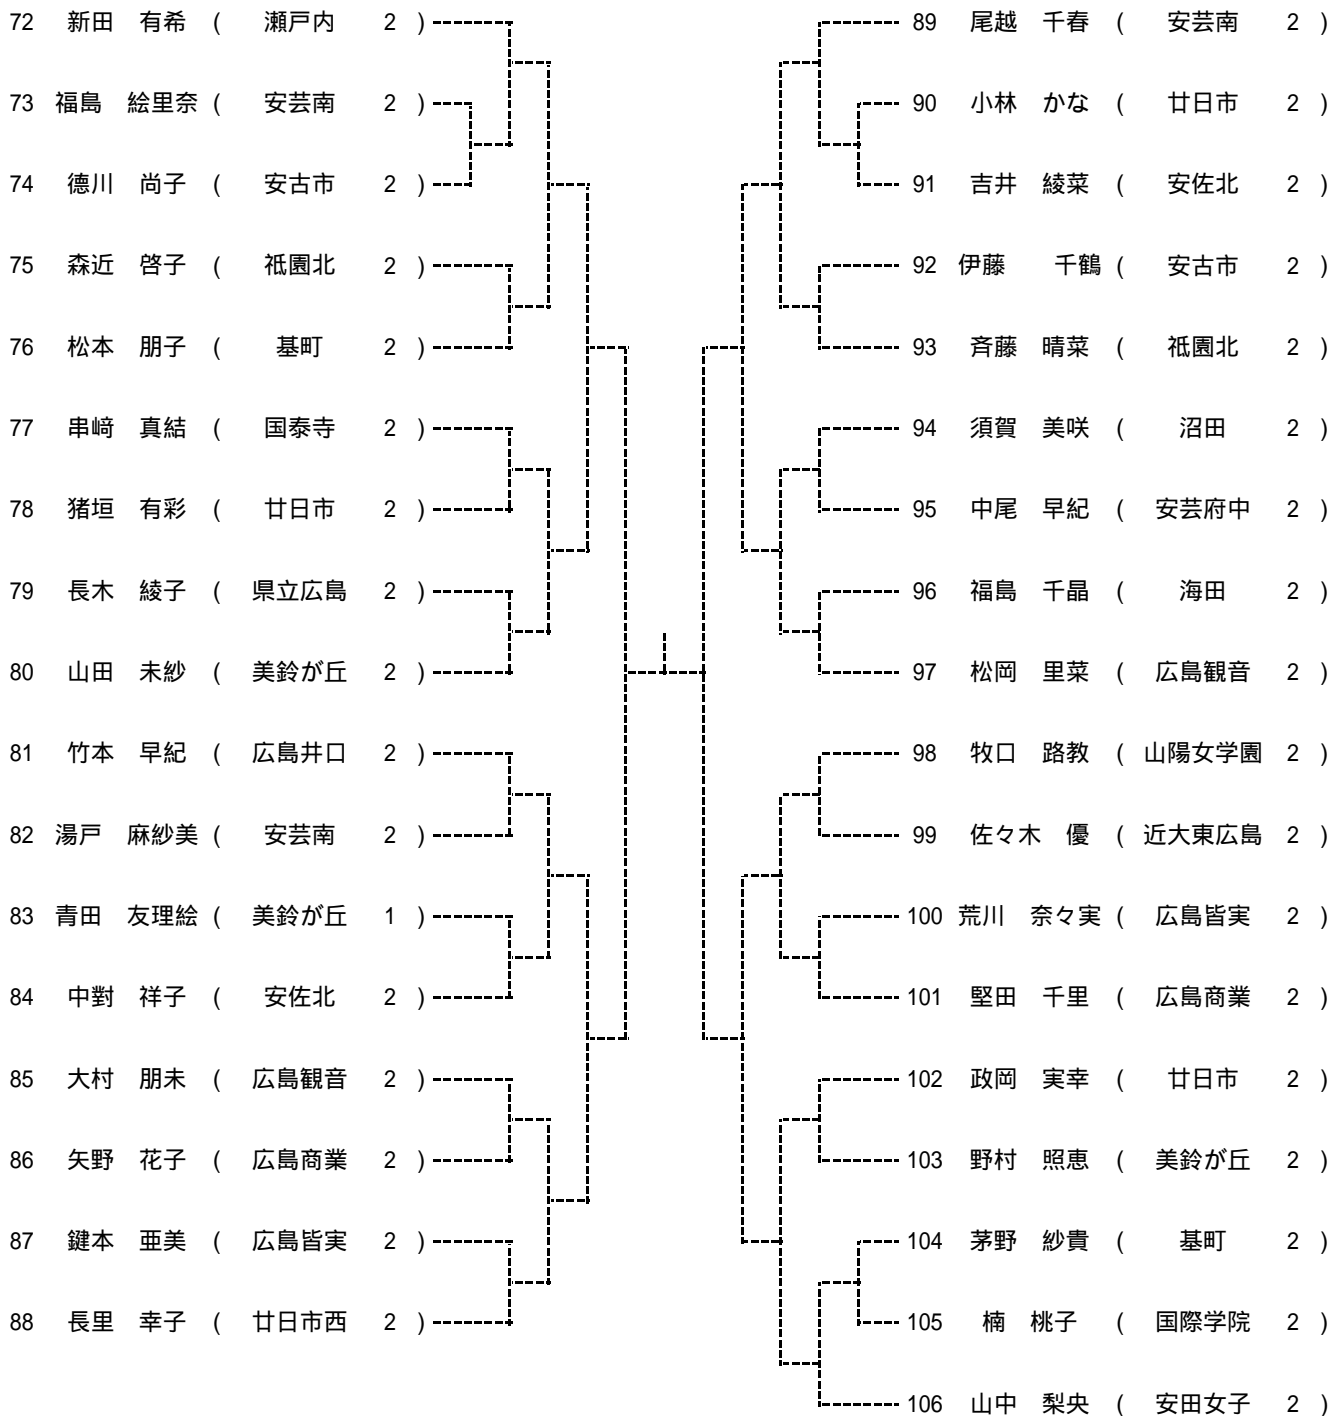 72 新田 有希 ( 瀬戸内 2 )
73 福島 絵里奈 ( 安芸南 2 )
74 德川 尚子 ( 安古市 2 )
75 森近 啓子 ( 祇園北 2 )
76 松本 朋子 ( 基町 2 )
77 串﨑 真結 ( 国泰寺 2 )
78 猪垣 有彩 ( 廿日市 2 )
79 長木 綾子 ( 県立広島 2 )
80 山田 未紗 ( 美鈴が丘 2 )
81 竹本 早紀 ( 広島井口 2 )
82 湯戸 麻紗美 ( 安芸南 2 )
83 青田 友理絵 ( 美鈴が丘 1 )
84 中對 祥子 ( 安佐北 2 )
85 大村 朋未 ( 広島観音 2 )
86 矢野 花子 ( 広島商業 2 )
87 鍵本 亜美 ( 広島皆実 2 )
88 長里 幸子 ( 廿日市西 2 )
89 尾越 千春 ( 安芸南 2 )
90 小林 かな ( 廿日市 2 )
91 吉井 綾菜 ( 安佐北 2 )
92 伊藤 千鶴 ( 安古市 2 )
93 斉藤 晴菜 ( 祇園北 2 )
94 須賀 美咲 ( 沼田 2 )
95 中尾 早紀 ( 安芸府中 2 )
96 福島 千晶 ( 海田 2 )
97 松岡 里菜 ( 広島観音 2 )
98 牧口 路教 ( 山陽女学園 2 )
99 佐々木 優 ( 近大東広島 2 )
100 荒川 奈々実 ( 広島皆実 2 )
101 堅田 千里 ( 広島商業 2 )
102 政岡 実幸 ( 廿日市 2 )
103 野村 照恵 ( 美鈴が丘 2 )
104 茅野 紗貴 ( 基町 2 )
105 楠 桃子 ( 国際学院 2 )
106 山中 梨央 ( 安田女子 2 )